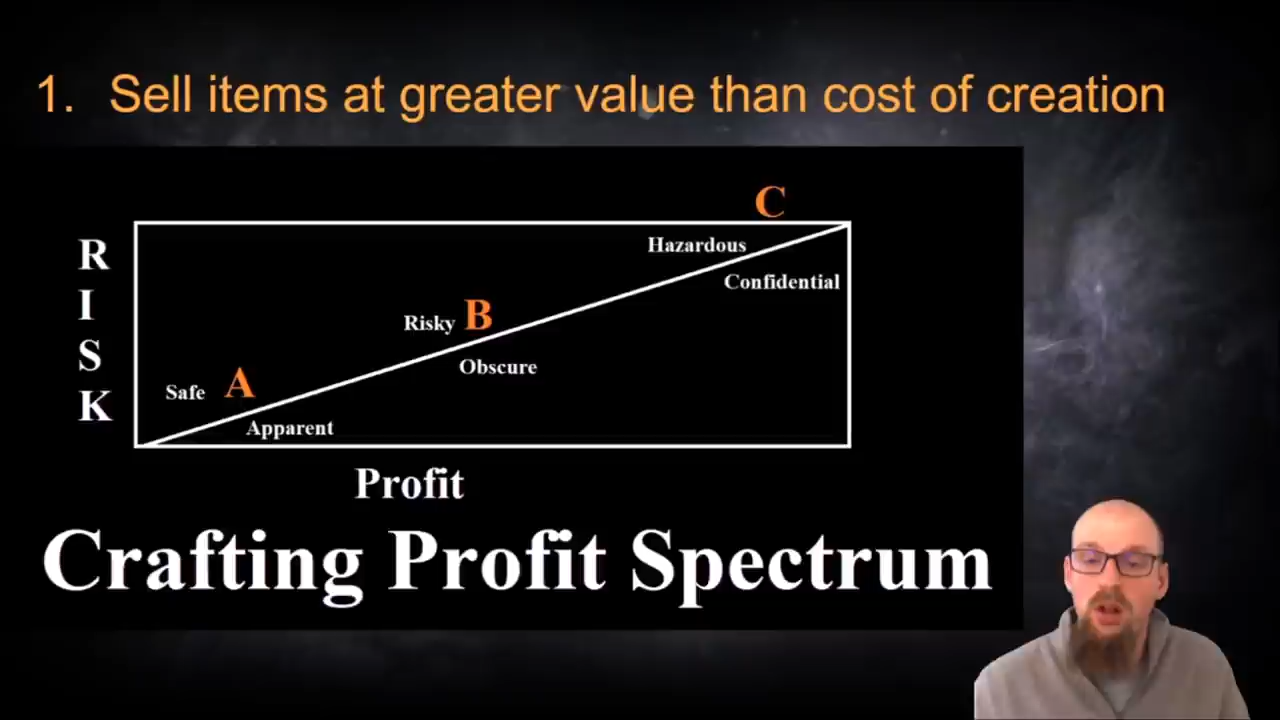 1. Sell items at greater value than cost of creation
C
Hazardous
Confidential
R
I
S
K
Risky B
Obscure
Safe A
Apparent
Profit
Crafting Profit Spectrum